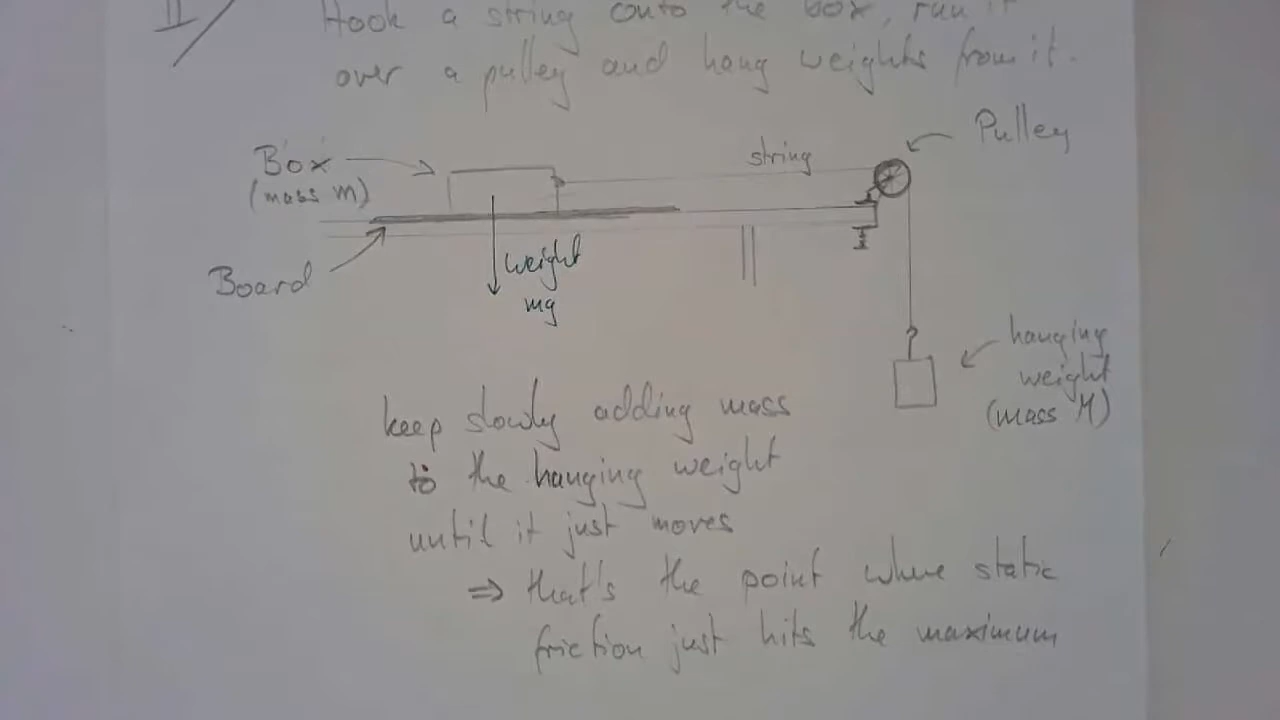 II/ Hook a string onto the box, run it
over a pulley and hang weights from it.
Pulley
string
Box
(mass m)
Board
weight
mg
hanging
weight
(mass M)
keep slowly adding mass
to the hanging weight
until it just moves
⇒ that's the point where static
friction just hits the maximum